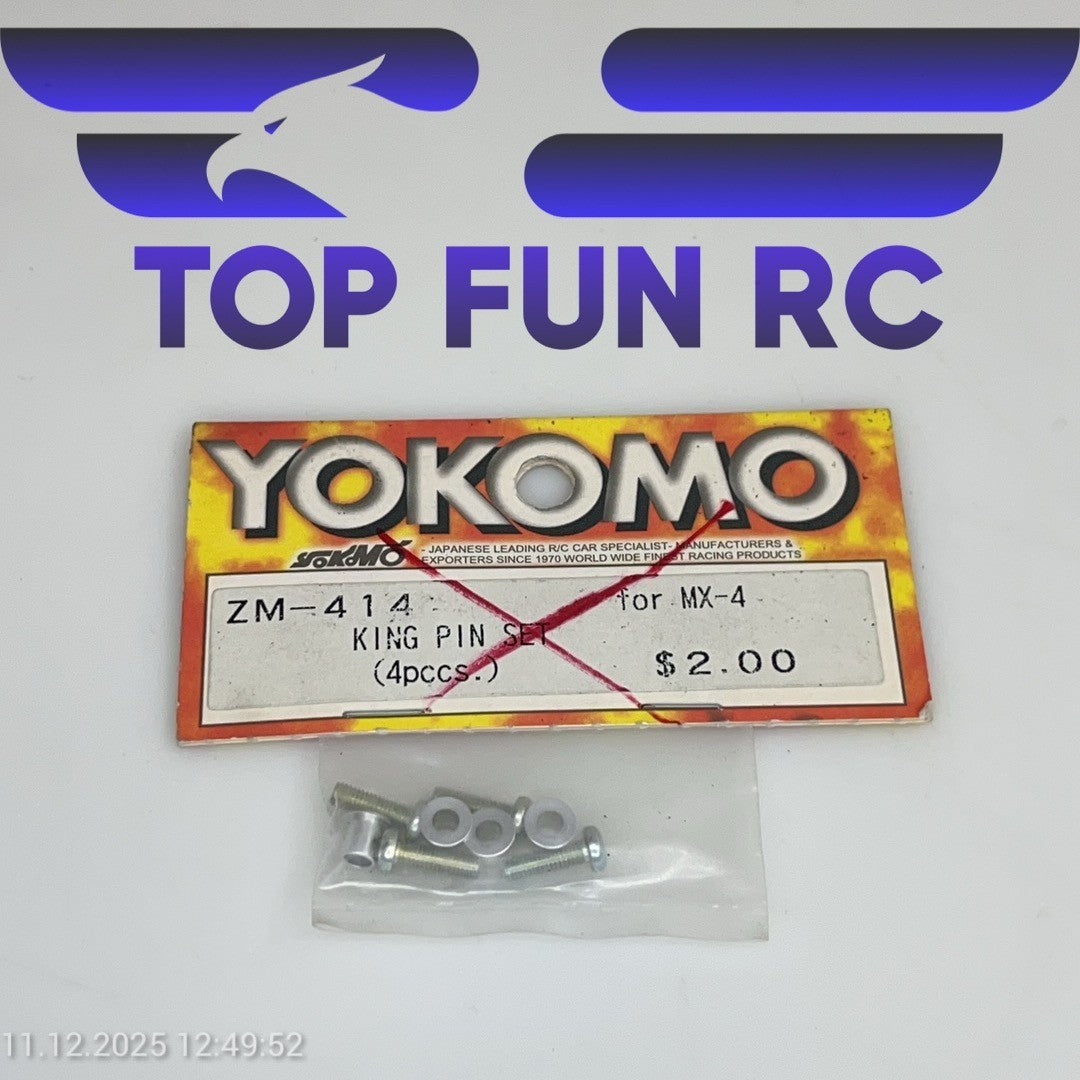 TOP FUN RC
YOKOMO
YOKOMO - JAPANESE LEADING R/C CAR SPECIALIST- MANUFACTURERS &
EXPORTERS SINCE 1970 WORLD WIDE FINEST RACING PRODUCTS
ZM-414 for MX-4
KING PIN SET
(4pccs.) $2.00
11.12.2025 12:49:52